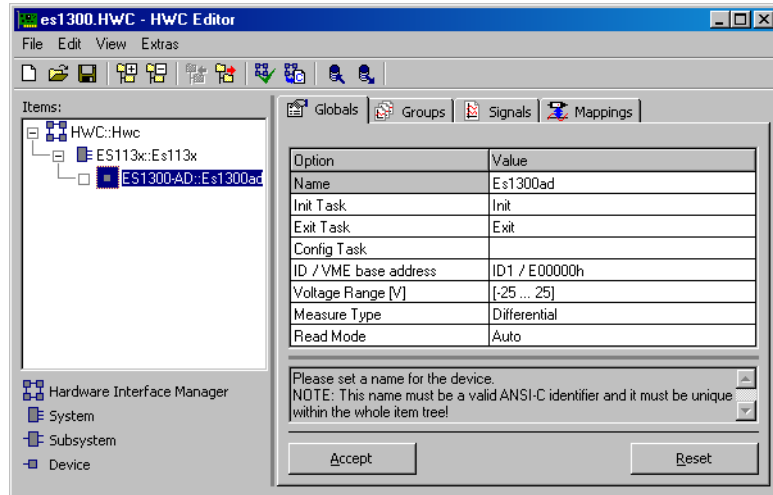 es1300.HWC - HWC Editor
File Edit View Extras
Items:
HWC::Hwc
ES113x::Es113x
ES1300-AD::Es1300ad
Hardware Interface Manager
System
Subsystem
Device
Globals Groups Signals Mappings
Option Value
Name Es1300ad
Init Task Init
Exit Task Exit
Config Task
ID / VME base address ID1 / E00000h
Voltage Range [V] [-25 ... 25]
Measure Type Differential
Read Mode Auto
Please set a name for the device.
NOTE: This name must be a valid ANSI-C identifier and it must be unique
within the whole item tree!
Accept Reset